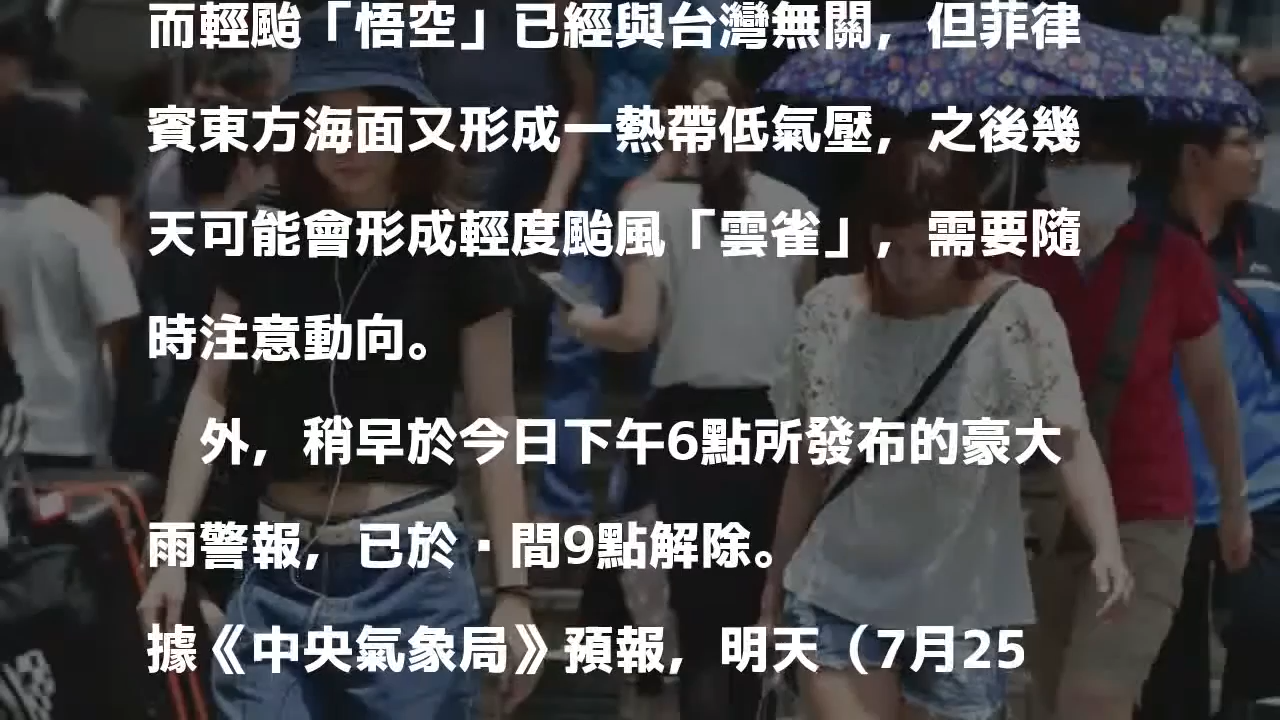 而輕颱「悟空」已經與台灣無關，但菲律
賓東方海面又形成一熱帶低氣壓，之後幾
天可能會形成輕度颱風「雲雀」，需要隨
時注意動向。
外，稍早於今日下午6點所發布的豪大
雨警報，已於·間9點解除。
據《中央氣象局》預報，明天（7月25